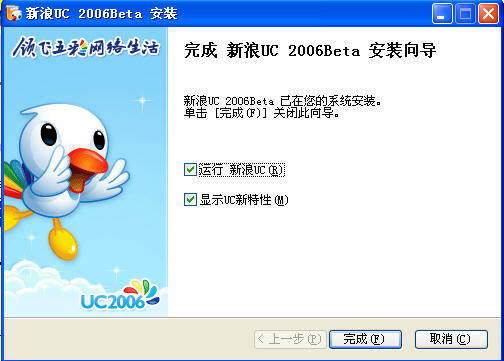 新浪UC 2006Beta 安装
领飞五彩网络生活
完成 新浪UC 2006Beta 安装向导
新浪UC 2006Beta 已在您的系统安装。
单击 [完成(F)] 关闭此向导。
运行 新浪UC(R)
显示UC新特性(M)
UC2006
< 上一步(P)
完成(F)
取消(C)